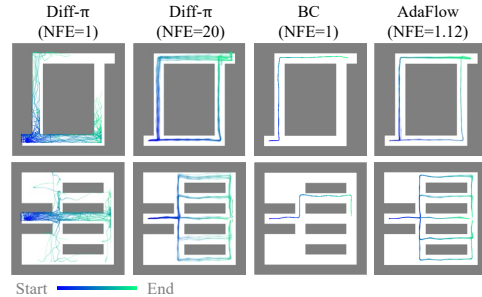 Diff-π Diff-π BC AdaFlow
(NFE=1) (NFE=20) (NFE=1) (NFE=1.12)
Start End